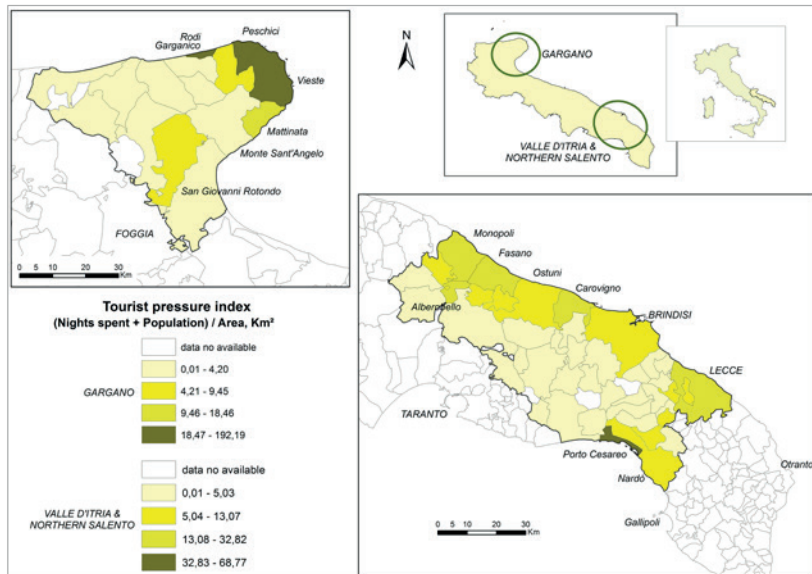 Rodi
Garganico
Peschici
Vieste
Mattinata
Monte Sant'Angelo
San Giovanni Rotondo
FOGGIA
0 5 10 20 30
Km
N
GARGANO
VALLE D'ITRIA &
NORTHERN SALENTO
Tourist pressure index
(Nights spent + Population) / Area, Km²
GARGANO
data no available
0,01 - 4,20
4,21 - 9,45
9,46 - 18,46
18,47 - 192,19
VALLE D'ITRIA &
NORTHERN SALENTO
data no available
0,01 - 5,03
5,04 - 13,07
13,08 - 32,82
32,83 - 68,77
Monopoli
Fasano
Ostuni
Carovigno
Alberobello
BRINDISI
LECCE
TARANTO
Porto Cesareo
Nardò
Otranto
Gallipoli
0 5 10 20 30
Km